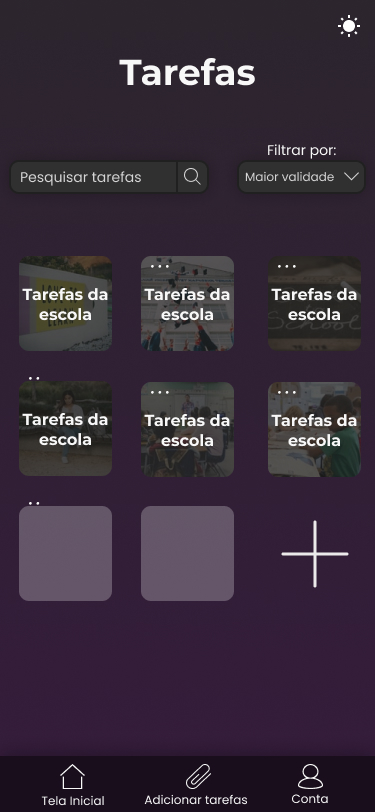 Tarefas
Filtrar por:
Pesquisar tarefas
Maior validade
Tarefas da
escola
Tarefas da
escola
Tarefas da
escola
Tarefas da
escola
Tarefas da
escola
Tarefas da
escola
School
Tela Inicial
Adicionar tarefas
Conta